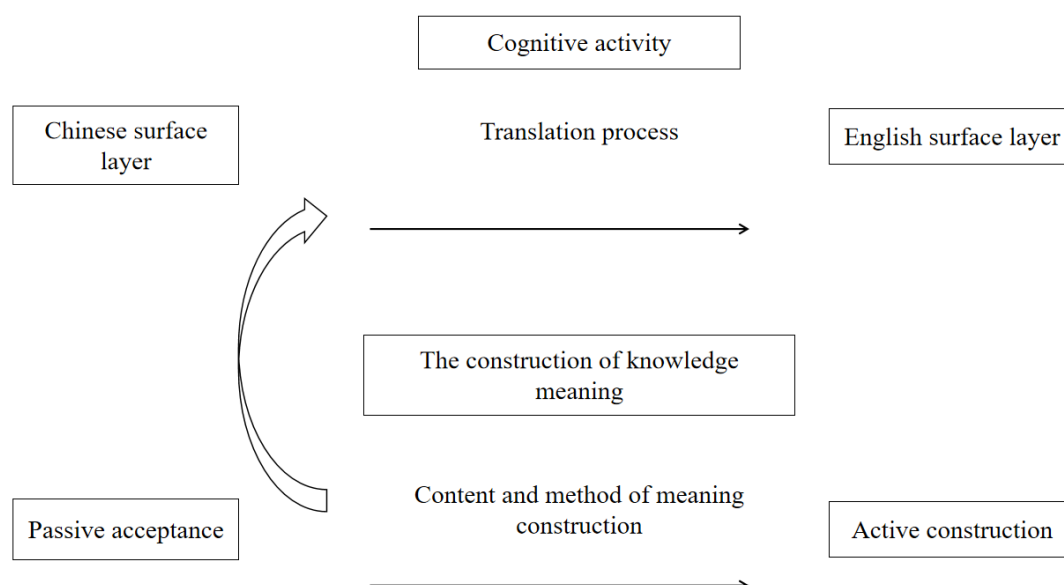 Cognitive activity
Chinese surface
layer
Translation process
English surface layer
The construction of knowledge
meaning
Passive acceptance
Content and method of meaning
construction
Active construction